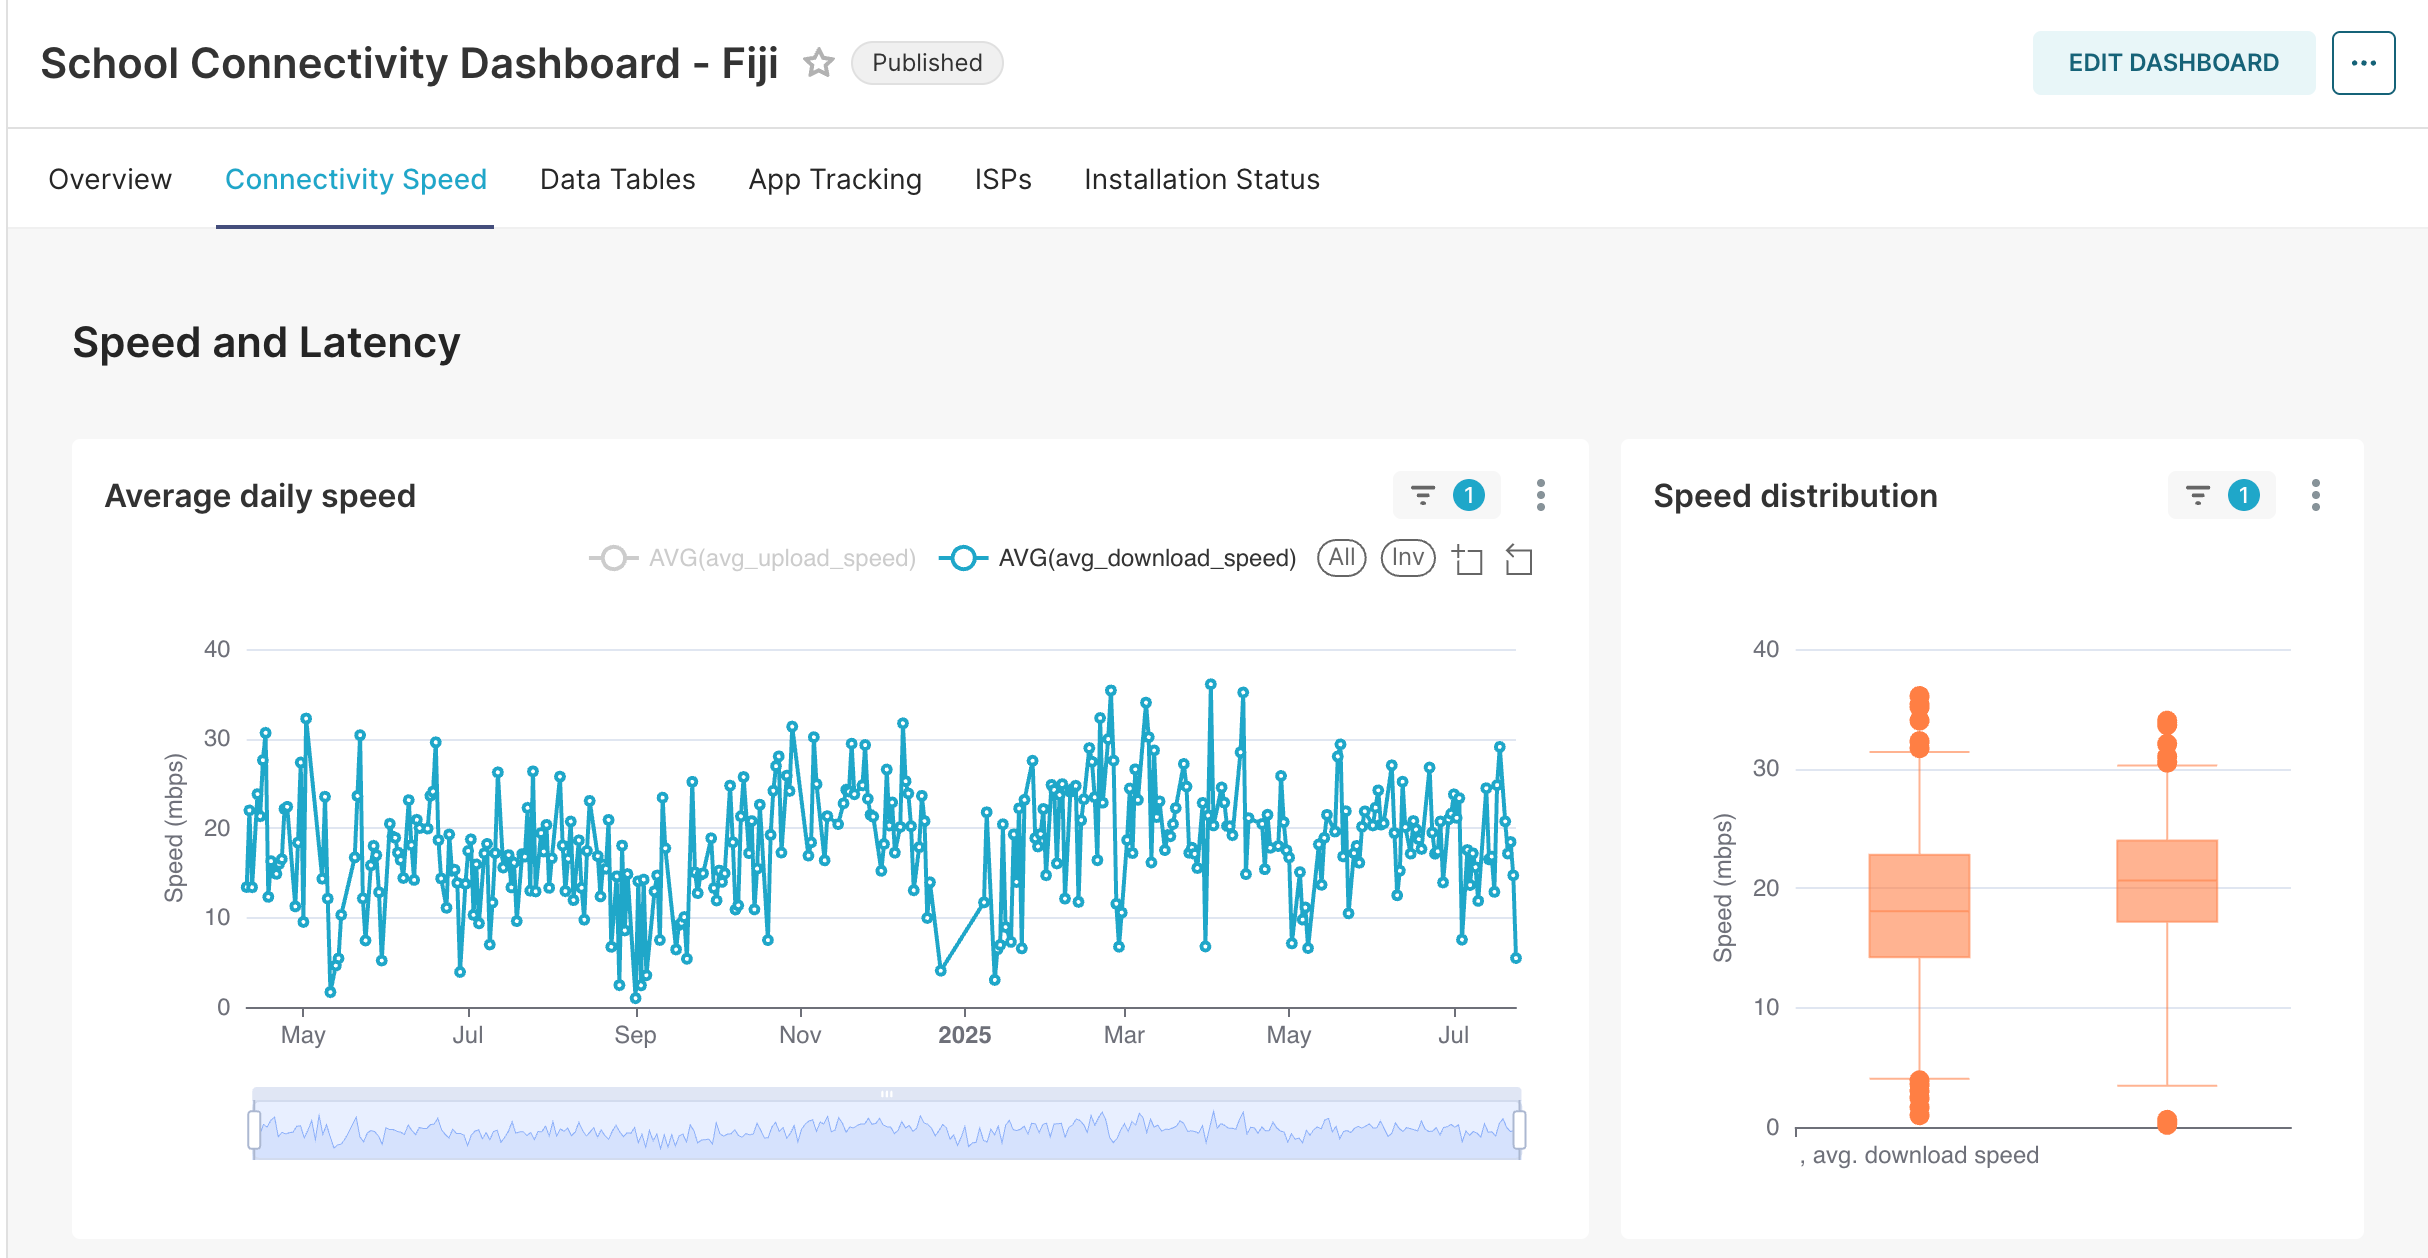 School Connectivity Dashboard - Fiji
Published
EDIT DASHBOARD
Overview
Connectivity Speed
Data Tables
App Tracking
ISPs
Installation Status
Speed and Latency
Average daily speed
1
AVG(avg_upload_speed)
AVG(avg_download_speed)
All
Inv
Speed (mbps)
40
30
20
10
0
May
Jul
Sep
Nov
2025
Mar
May
Jul
Speed distribution
1
Speed (mbps)
40
30
20
10
0
, avg. download speed